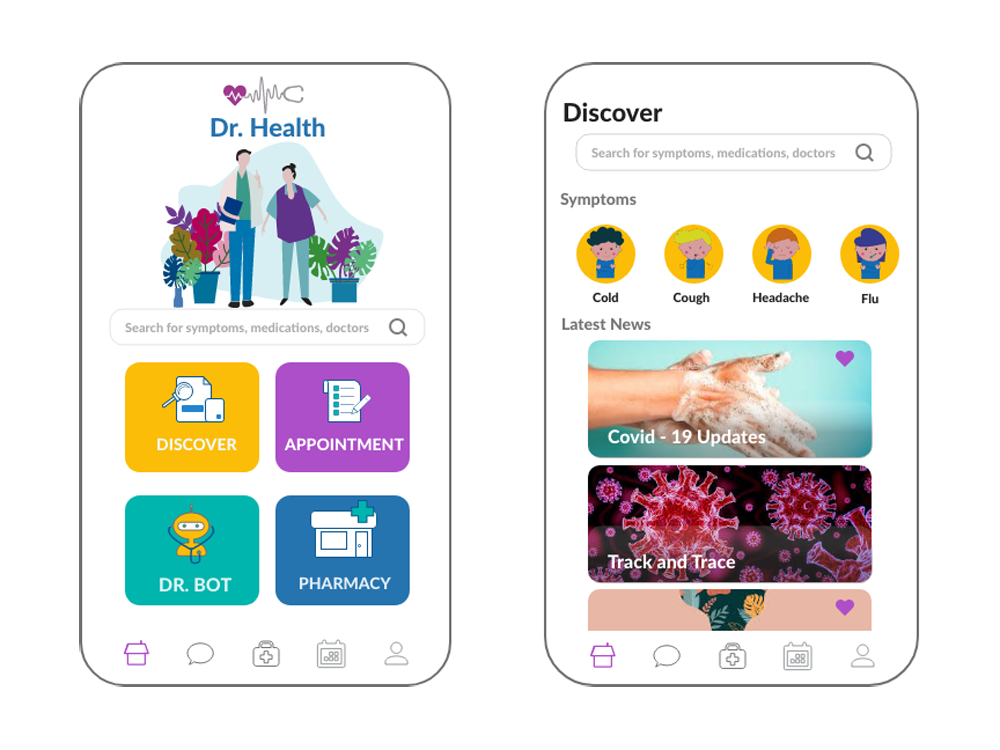 Dr. Health
Search for symptoms, medications, doctors
DISCOVER
APPOINTMENT
DR. BOT
PHARMACY
Discover
Search for symptoms, medications, doctors
Symptoms
Cold
Cough
Headache
Flu
Latest News
Covid - 19 Updates
Track and Trace